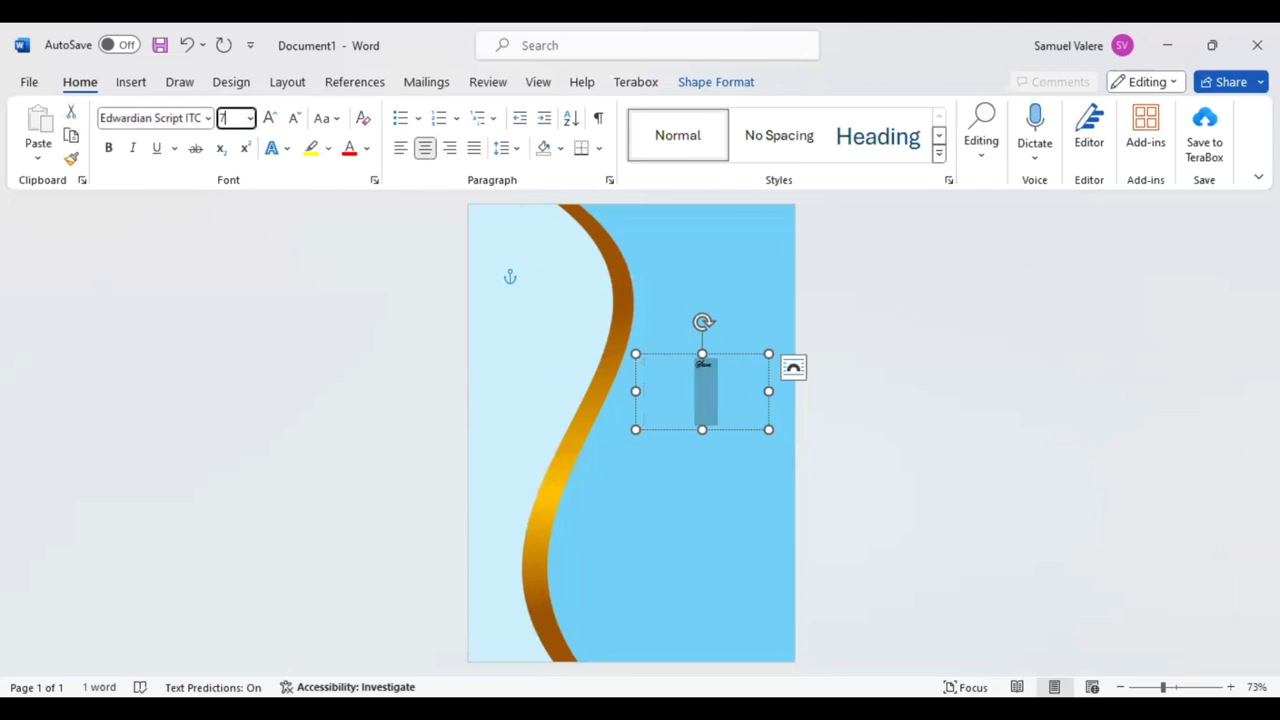 AutoSave Off Document1 - Word Search Samuel Valere SV
File Home Insert Draw Design Layout References Mailings Review View Help Terabox Shape Format Comments Editing Share
Paste Edwardian Script ITC 7 Aa Normal No Spacing Heading Editing Dictate Editor Add-ins Save to TeraBox
Clipboard Font Paragraph Styles Voice Editor Add-ins Save
Page 1 of 1 1 word Text Predictions: On Accessibility: Investigate Focus 73%